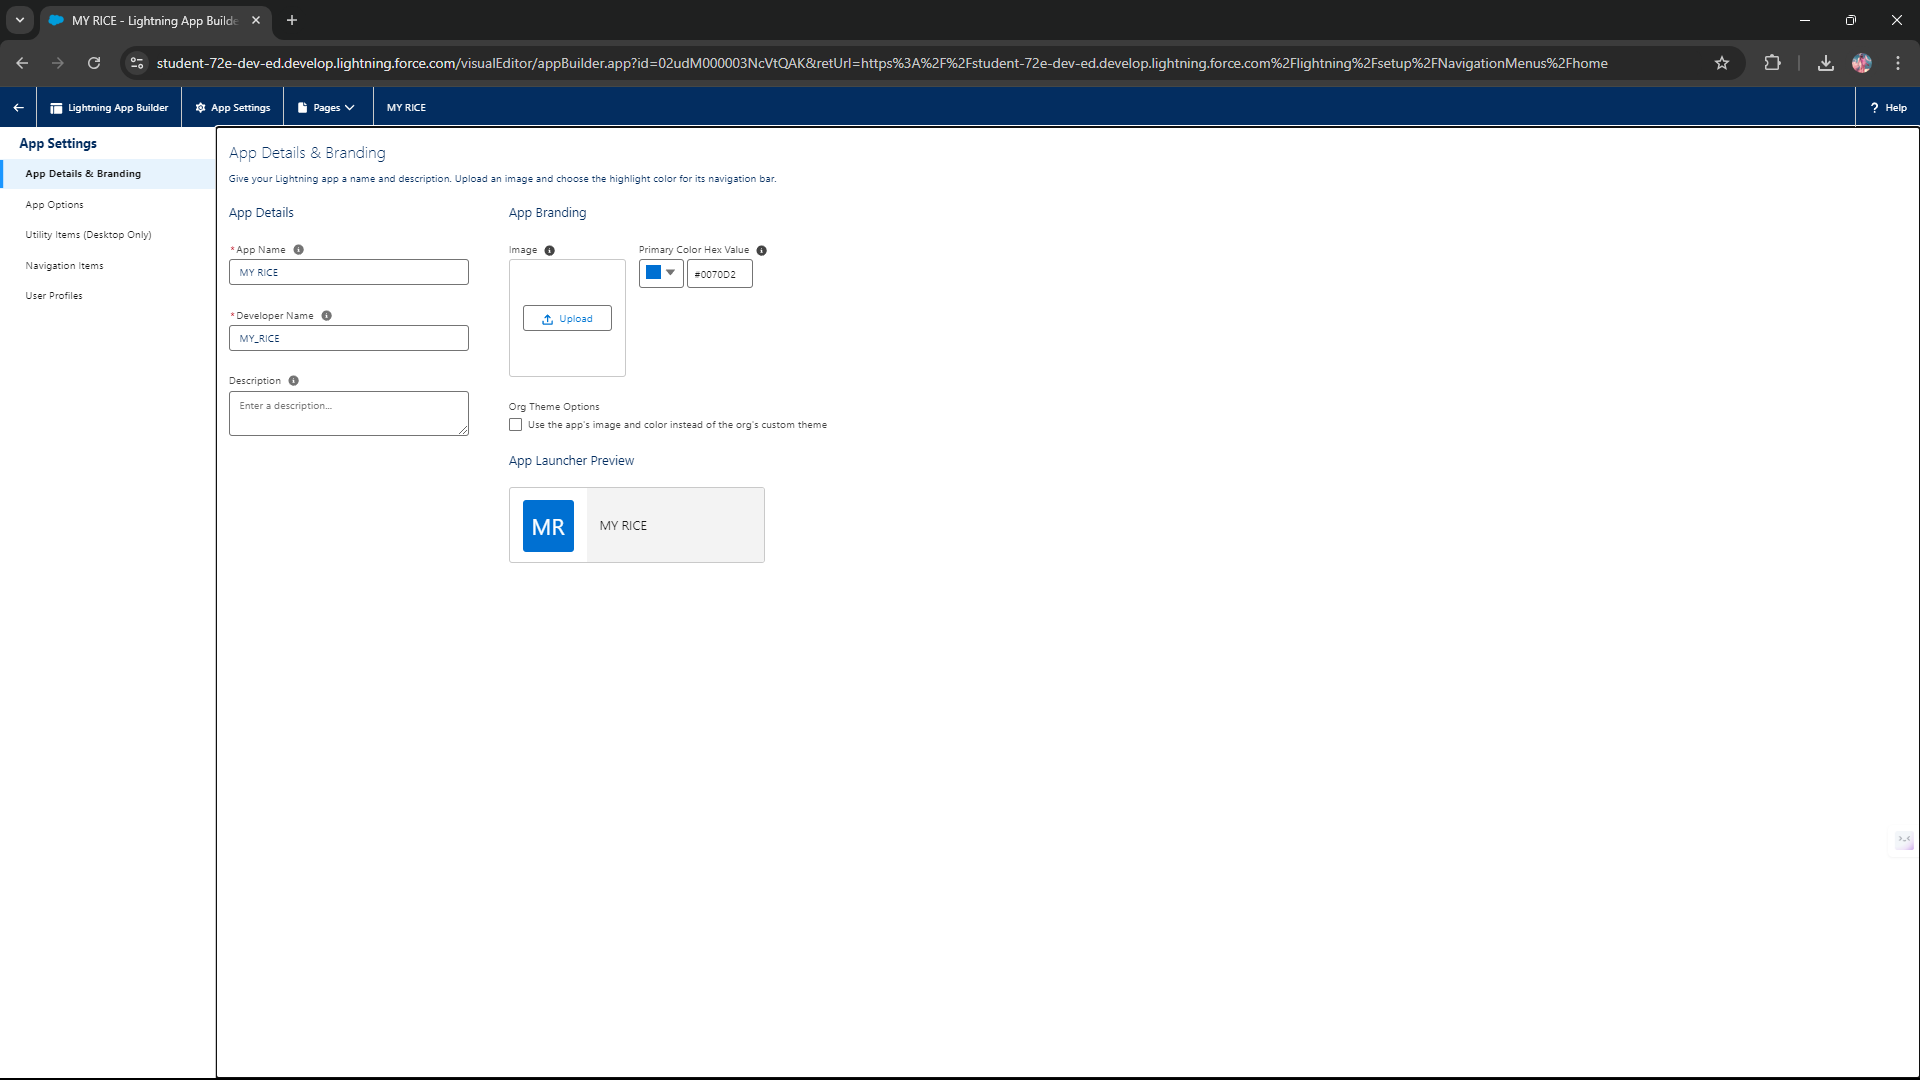 MY RICE - Lightning App Builde
student-72e-dev-ed.develop.lightning.force.com/visualEditor/appBuilder.app?id=02udM000003NcVtQAK&retUrl=https%3A%2F%2Fstudent-72e-dev-ed.develop.lightning.force.com%2Flightning%2Fsetup%2FNavigationMenus%2Fhome
Lightning App Builder
App Settings
Pages
MY RICE
? Help
App Settings
App Details & Branding
App Options
Utility Items (Desktop Only)
Navigation Items
User Profiles
App Details & Branding
Give your Lightning app a name and description. Upload an image and choose the highlight color for its navigation bar.
App Details
*App Name
MY RICE
*Developer Name
MY_RICE
Description
Enter a description...
App Branding
Image
Upload
Primary Color Hex Value
#0070D2
Org Theme Options
Use the app's image and color instead of the org's custom theme
App Launcher Preview
MR
MY RICE